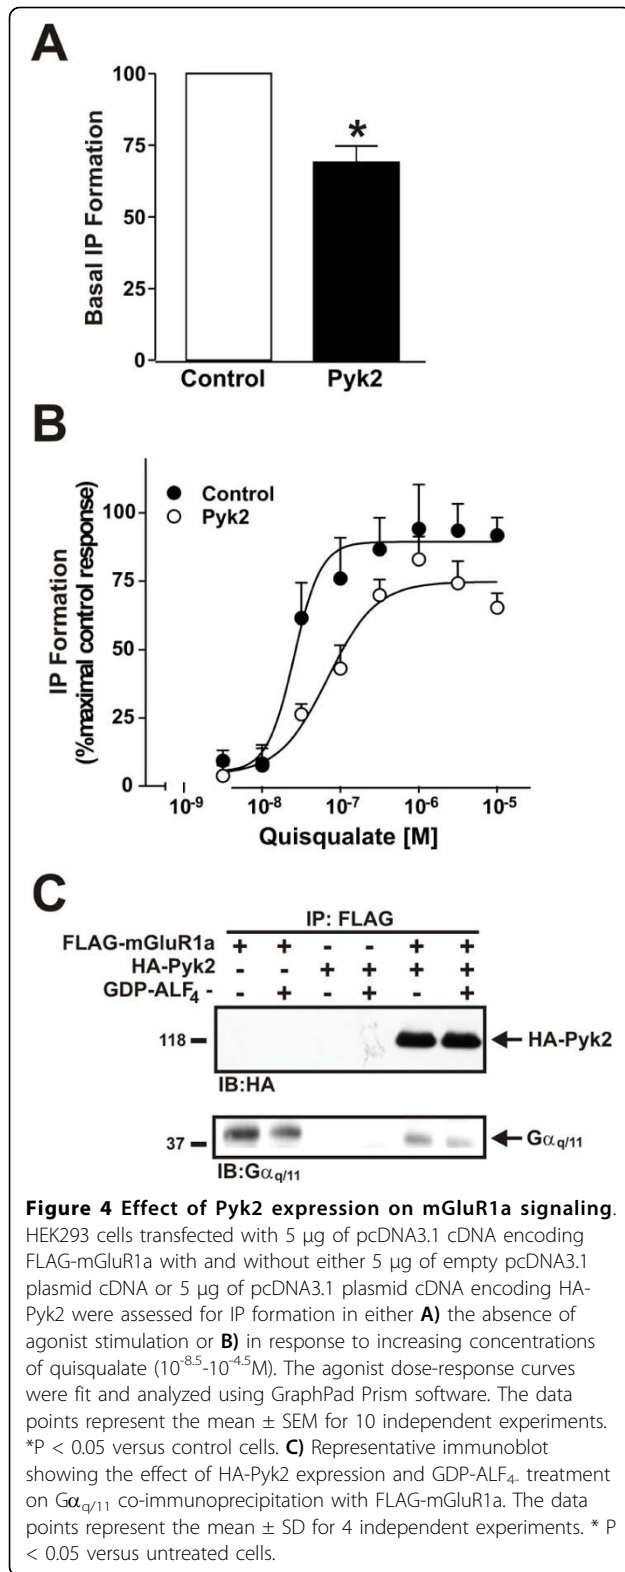 A
100
75
50
25
0
Basal IP Formation
*
Control Pyk2
B
Control
Pyk2
100
75
50
25
0
IP Formation
(%maximal control response)
10-9 10-8 10-7 10-6 10-5
Quisqualate [M]
C
IP: FLAG
FLAG-mGluR1a + + - - + +
HA-Pyk2 - - + + + +
GDP-ALF4 - - + - + - +
118
HA-Pyk2
IB:HA
37
Gαq/11
IB:Gαq/11
Figure 4 Effect of Pyk2 expression on mGluR1a signaling.
HEK293 cells transfected with 5 μg of pcDNA3.1 cDNA encoding
FLAG-mGluR1a with and without either 5 μg of empty pcDNA3.1
plasmid cDNA or 5 μg of pcDNA3.1 plasmid cDNA encoding HA-
Pyk2 were assessed for IP formation in either A) the absence of
agonist stimulation or B) in response to increasing concentrations
of quisqualate (10-8.5-10-4.5M). The agonist dose-response curves
were fit and analyzed using GraphPad Prism software. The data
points represent the mean ± SEM for 10 independent experiments.
*P < 0.05 versus control cells. C) Representative immunoblot
showing the effect of HA-Pyk2 expression and GDP-ALF4- treatment
on Gαq/11 co-immunoprecipitation with FLAG-mGluR1a. The data
points represent the mean ± SD for 4 independent experiments. * P
< 0.05 versus untreated cells.